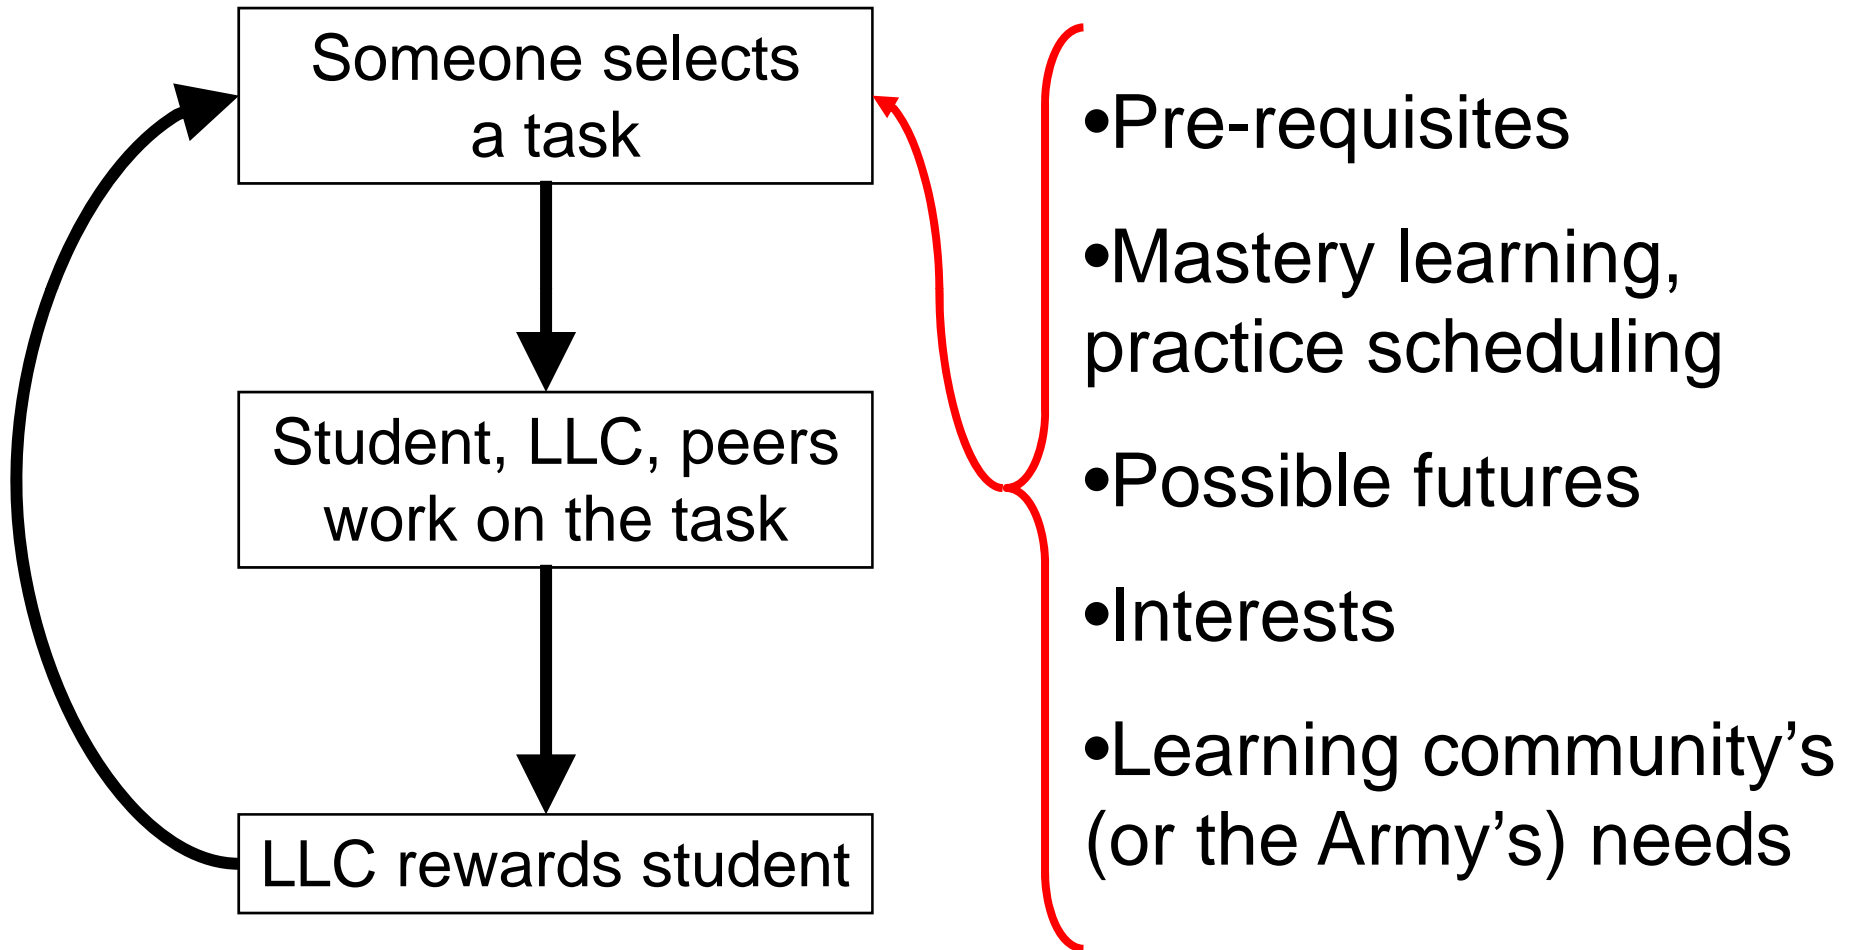 Someone selects
a task
Student, LLC, peers
work on the task
LLC rewards student
•Pre-requisites
•Mastery learning,
practice scheduling
•Possible futures
•Interests
•Learning community’s
(or the Army’s) needs